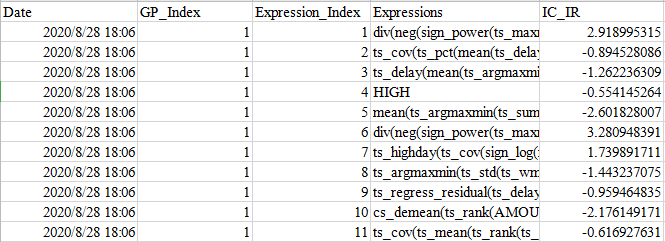 Date GP_Index Expression_Index Expressions IC_IR
2020/8/28 18:06 1 1 div(neg(sign_power(ts_maxn 2.918995315
2020/8/28 18:06 1 2 ts_cov(ts_pct(mean(ts_delay -0.894528086
2020/8/28 18:06 1 3 ts_delay(mean(ts_argmaxmi -1.262236309
2020/8/28 18:06 1 4 HIGH -0.554145264
2020/8/28 18:06 1 5 mean(ts_argmaxmin(ts_sum -2.601828007
2020/8/28 18:06 1 6 div(neg(sign_power(ts_maxn 3.280948391
2020/8/28 18:06 1 7 ts_highday(ts_cov(sign_log( 1.739891711
2020/8/28 18:06 1 8 ts_argmaxmin(ts_std(ts_wm -1.443237075
2020/8/28 18:06 1 9 ts_regress_residual(ts_delay -0.959464835
2020/8/28 18:06 1 10 cs_demean(ts_rank(AMOU -2.176149171
2020/8/28 18:06 1 11 ts_cov(ts_mean(ts_rank(ts_ -0.616927631